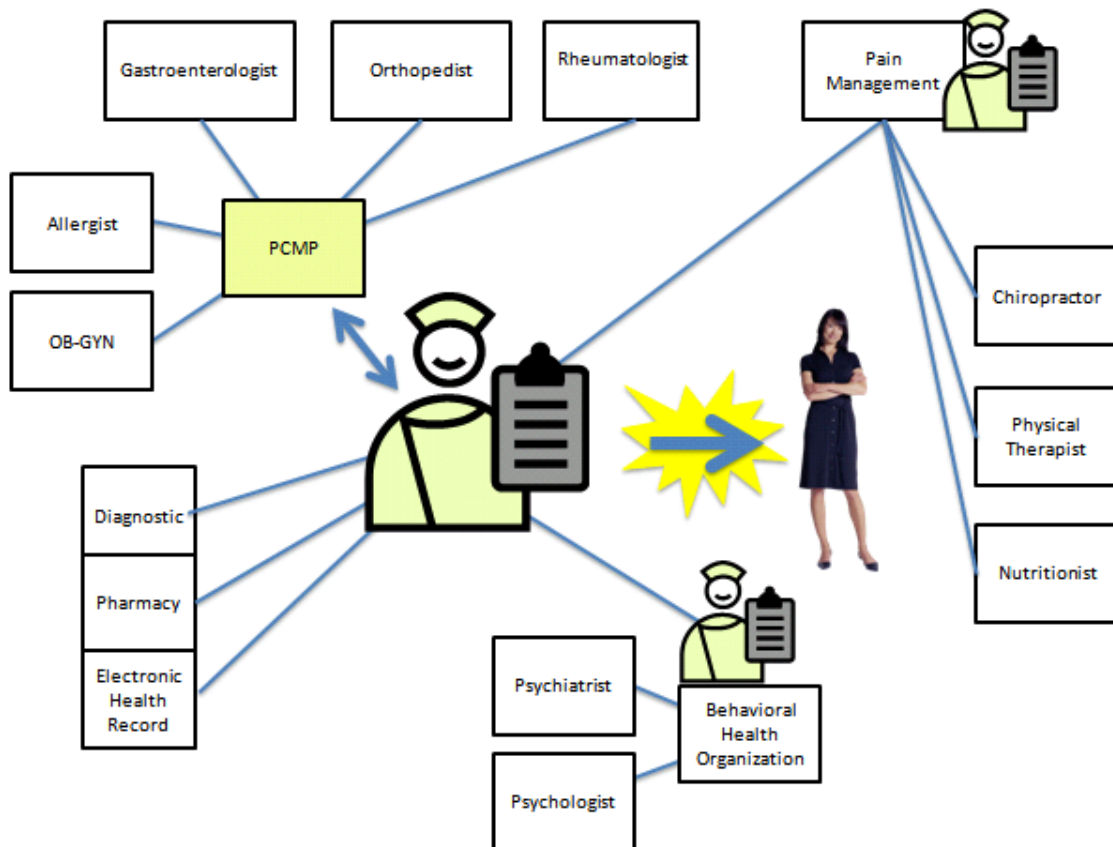 Gastroenterologist
Orthopedist
Rheumatologist
Pain
Management
Allergist
PCMP
OB-GYN
Chiropractor
Physical
Therapist
Nutritionist
Diagnostic
Pharmacy
Electronic
Health
Record
Psychiatrist
Behavioral
Health
Organization
Psychologist